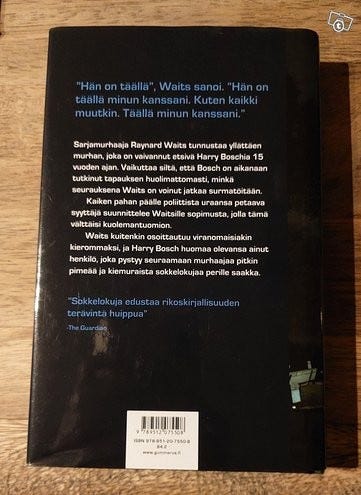 "Hän on täällä", Waits sanoi. "Hän on
täällä minun kanssani. Kuten kaikki
muutkin. Täällä minun kanssani."
Sarjamurhaaja Raynard Waits tunnustaa yllättäen
murhan, joka on vaivannut etsivä Harry Boschia 15
vuoden ajan. Vaikuttaa siltä, että Bosch on aikanaan
tutkinut tapauksen huolimattomasti, minkä
seurauksena Waits on voinut jatkaa surmatöitään.
Kaiken pahan päälle poliittista uraansa petaava
syyttäjä suunnittelee Waitsille sopimusta, jolla tämä
välttäisi kuolemantuomion.
Waits kuitenkin osoittautuu viranomaisiakin
kierommaksi, ja Harry Bosch huomaa olevansa ainut
henkilö, joka pystyy seuraamaan murhaajaa pitkin
pimeää ja kiemuraista sokkelokujaa perille saakka.
"Sokkelokuja edustaa rikoskirjallisuuden
terävintä huippua"
-The Guardian
9 789512 075508
ISBN 978-951-20-7550-8
84.2
www.gummerus.fi